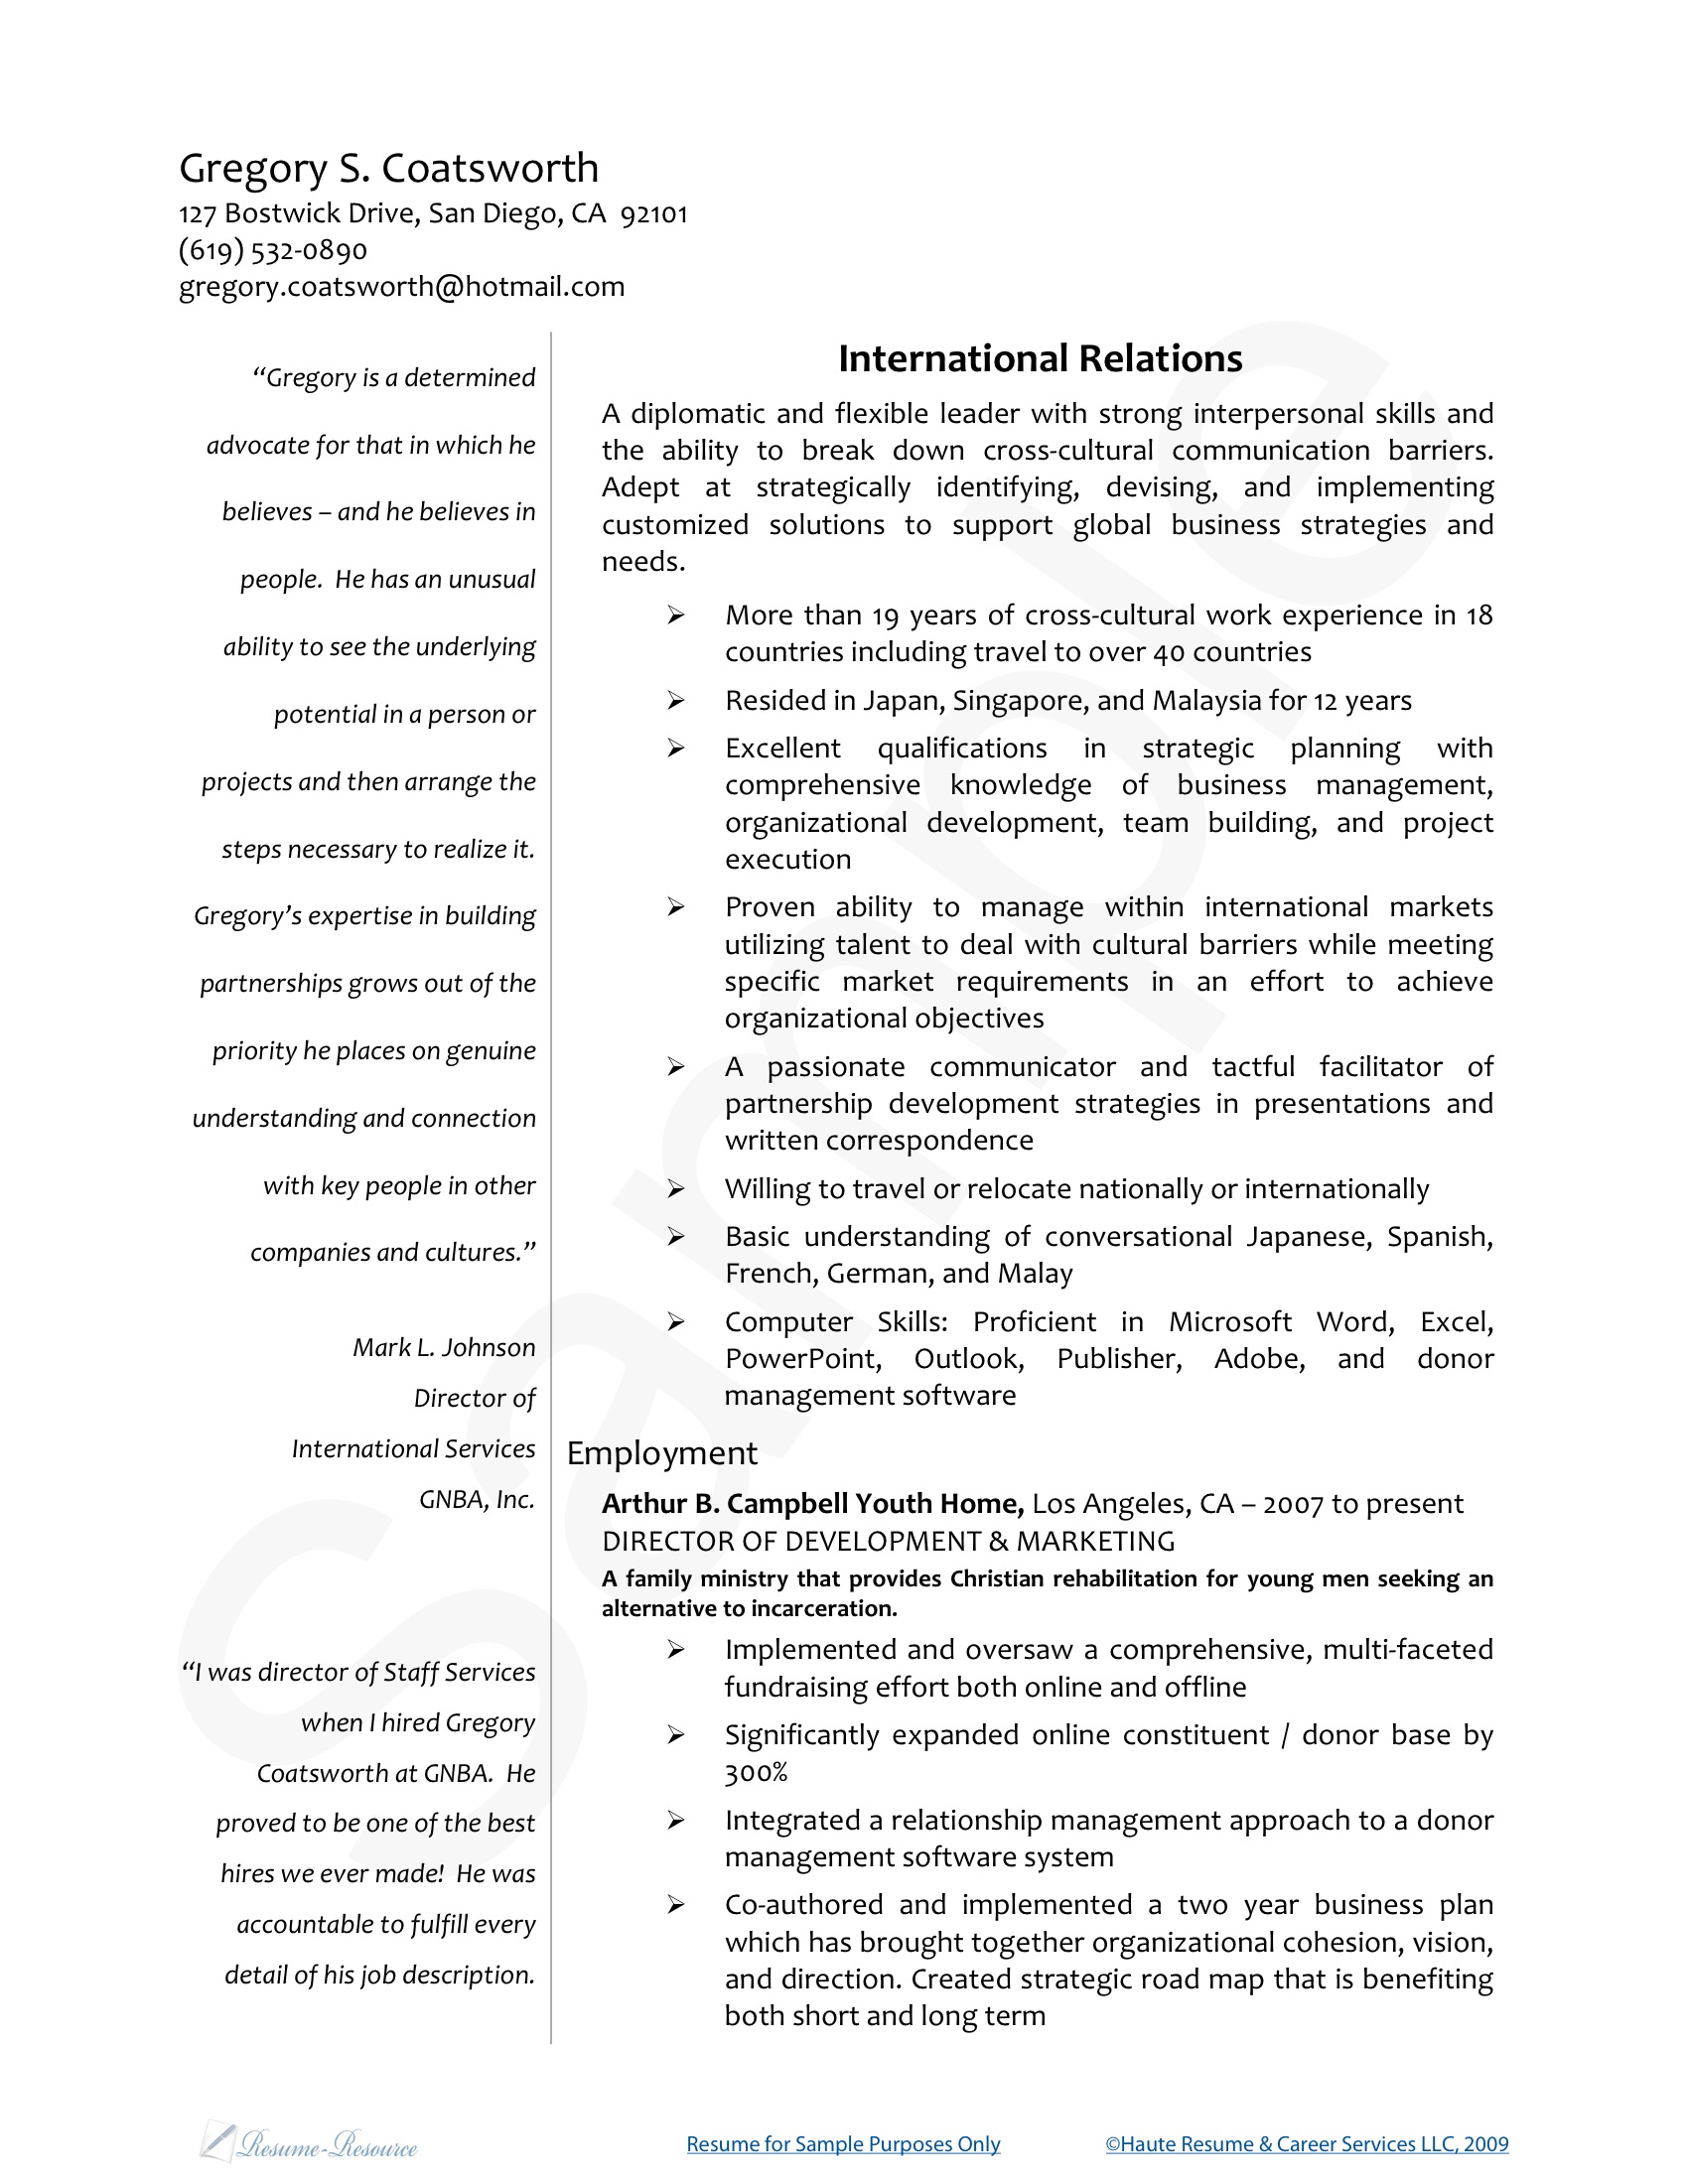 Gregory S. Coatsworth
127 Bostwick Drive, San Diego, CA  92101
(619) 532-0890
gregory.coatsworth@hotmail.com
“Gregory is a determined
advocate for that in which he
believes – and he believes in
people.  He has an unusual
ability to see the underlying
potential in a person or
projects and then arrange the
steps necessary to realize it.
Gregory’s expertise in building
partnerships grows out of the
priority he places on genuine
understanding and connection
with key people in other
companies and cultures.”
Mark L. Johnson
Director of
International Services
GNBA, Inc.
“I was director of Staff Services
when I hired Gregory
Coatsworth at GNBA.  He
proved to be one of the best
hires we ever made!  He was
accountable to fulfill every
detail of his job description.
International Relations
A diplomatic and flexible leader with strong interpersonal skills and
the ability to break down cross-cultural communication barriers.
Adept at strategically identifying, devising, and implementing
customized solutions to support global business strategies and
needs.
➢ More than 19 years of cross-cultural work experience in 18
countries including travel to over 40 countries
➢ Resided in Japan, Singapore, and Malaysia for 12 years
➢ Excellent qualifications in strategic planning with
comprehensive knowledge of business management,
organizational development, team building, and project
execution
➢ Proven ability to manage within international markets
utilizing talent to deal with cultural barriers while meeting
specific market requirements in an effort to achieve
organizational objectives
➢ A passionate communicator and tactful facilitator of
partnership development strategies in presentations and
written correspondence
➢ Willing to travel or relocate nationally or internationally
➢ Basic understanding of conversational Japanese, Spanish,
French, German, and Malay
➢ Computer Skills: Proficient in Microsoft Word, Excel,
PowerPoint, Outlook, Publisher, Adobe, and donor
management software
Employment
Arthur B. Campbell Youth Home, Los Angeles, CA – 2007 to present
DIRECTOR OF DEVELOPMENT & MARKETING
A family ministry that provides Christian rehabilitation for young men seeking an
alternative to incarceration.
➢ Implemented and oversaw a comprehensive, multi-faceted
fundraising effort both online and offline
➢ Significantly expanded online constituent / donor base by
300%
➢ Integrated a relationship management approach to a donor
management software system
➢ Co-authored and implemented a two year business plan
which has brought together organizational cohesion, vision,
and direction. Created strategic road map that is benefiting
both short and long term
Sample
Resume-Resource
Resume for Sample Purposes Only
©Haute Resume & Career Services LLC, 2009